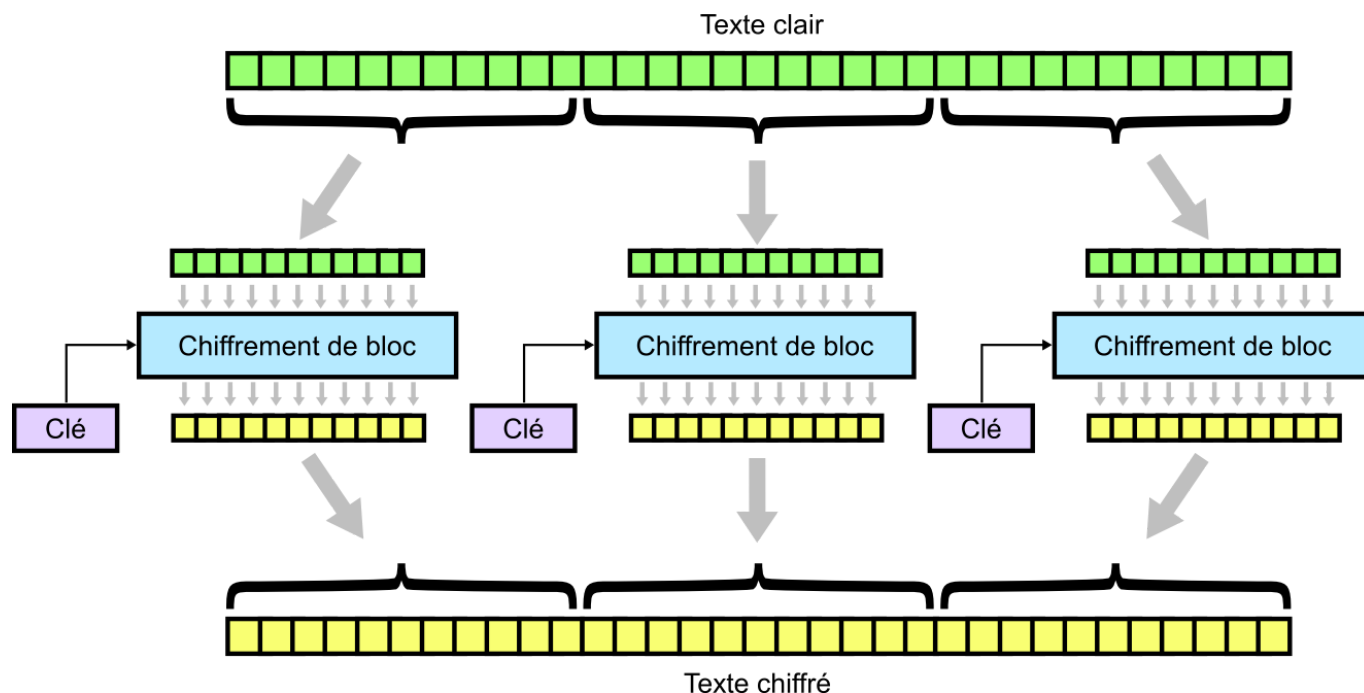 Texte clair
Chiffrement de bloc
Chiffrement de bloc
Chiffrement de bloc
Clé
Clé
Clé
Texte chiffré